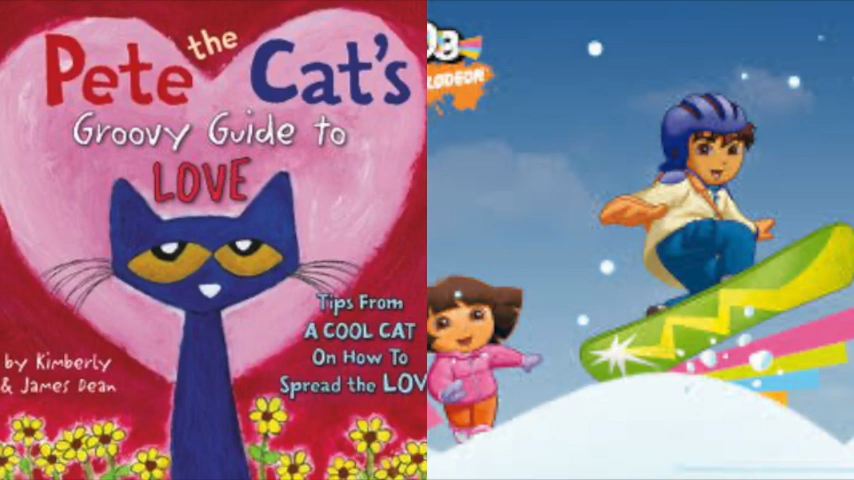 the
Pete Cat's
Groovy Guide to
LOVE
Tips From
A COOL CAT
On How To
Spread the LOV
by Kimberly
& James Dean